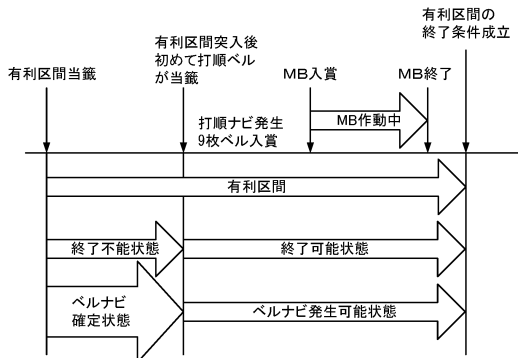 有利区間の
終了条件成立
有利区間突入後
初めて打順ベル
が当籤
有利区間当籤
MB入賞
MB終了
打順ナビ発生
9枚ベル入賞
MB作動中
有利区間
終了不能状態
終了可能状態
ベルナビ
確定状態
ベルナビ発生可能状態